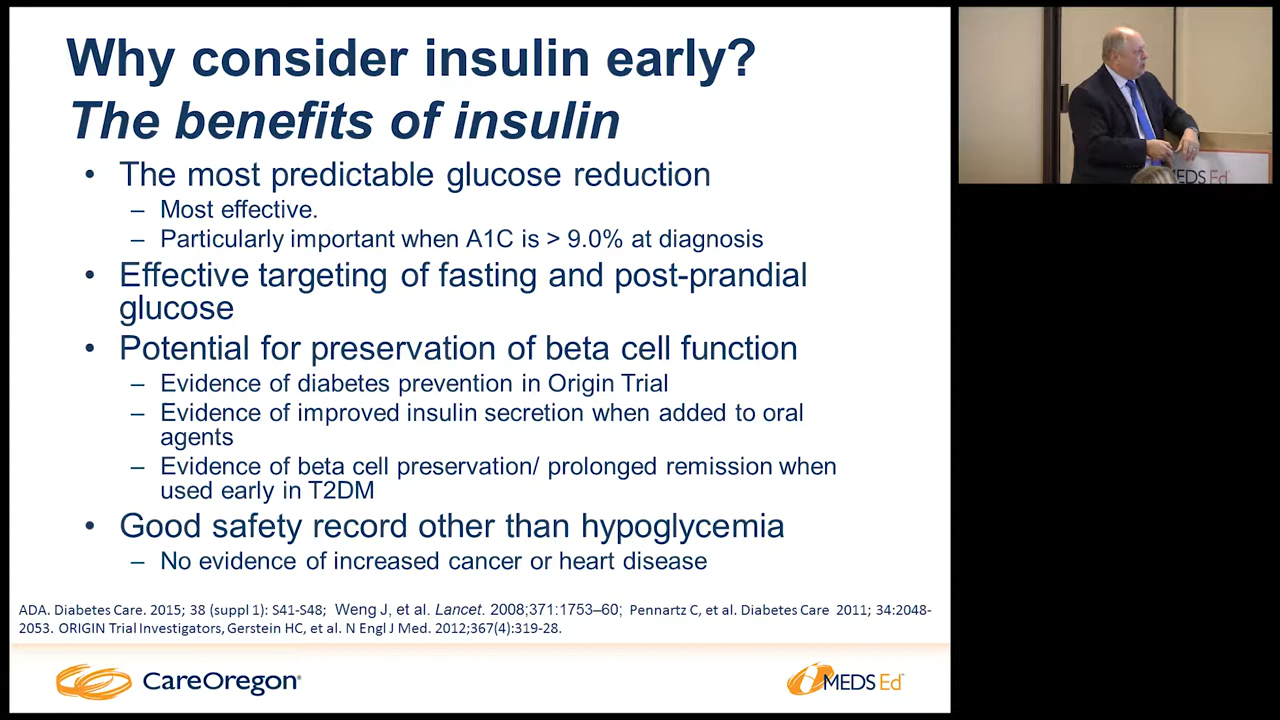 Why consider insulin early?
The benefits of insulin
• The most predictable glucose reduction
– Most effective.
– Particularly important when A1C is > 9.0% at diagnosis
• Effective targeting of fasting and post-prandial
glucose
• Potential for preservation of beta cell function
– Evidence of diabetes prevention in Origin Trial
– Evidence of improved insulin secretion when added to oral
agents
– Evidence of beta cell preservation/ prolonged remission when
used early in T2DM
• Good safety record other than hypoglycemia
– No evidence of increased cancer or heart disease
ADA. Diabetes Care. 2015; 38 (suppl 1): S41-S48; Weng J, et al. Lancet. 2008;371:1753–60; Pennartz C, et al. Diabetes Care 2011; 34:2048-
2053. ORIGIN Trial Investigators, Gerstein HC, et al. N Engl J Med. 2012;367(4):319-28.
CareOregon®
MEDS Ed
MEDS Ed